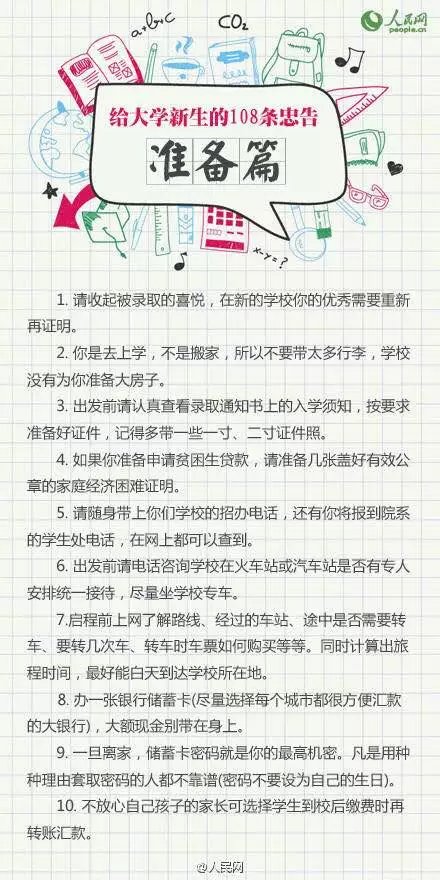 a+b+c
CO₂
人民网
people.cn
给大学新生的108条忠告
准备篇
x-y=?
1. 请收起被录取的喜悦，在新的学校你的优秀需要重新
再证明。
2. 你是去上学，不是搬家，所以不要带太多行李，学校
没有为你准备大房子。
3. 出发前请认真查看录取通知书上的入学须知，按要求
准备好证件，记得多带一些一寸、二寸证件照。
4. 如果你准备申请贫困生贷款，请准备几张盖好有效公
章的家庭经济困难证明。
5. 请随身带上你们学校的招办电话，还有你将报到院系
的学生处电话，在网上都可以查到。
6. 出发前请电话咨询学校在火车站或汽车站是否有专人
安排统一接待，尽量坐学校专车。
7.启程前上网了解路线、经过的车站、途中是否需要转
车、要转几次车、转车时车票如何购买等等。同时计算出旅
程时间，最好能白天到达学校所在地。
8. 办一张银行储蓄卡(尽量选择每个城市都很方便汇款
的大银行)，大额现金别带在身上。
9. 一旦离家，储蓄卡密码就是你的最高机密。凡是用种
种理由套取密码的人都不靠谱(密码不要设为自己的生日)。
10. 不放心自己孩子的家长可选择学生到校后缴费时再
转账汇款。
@人民网